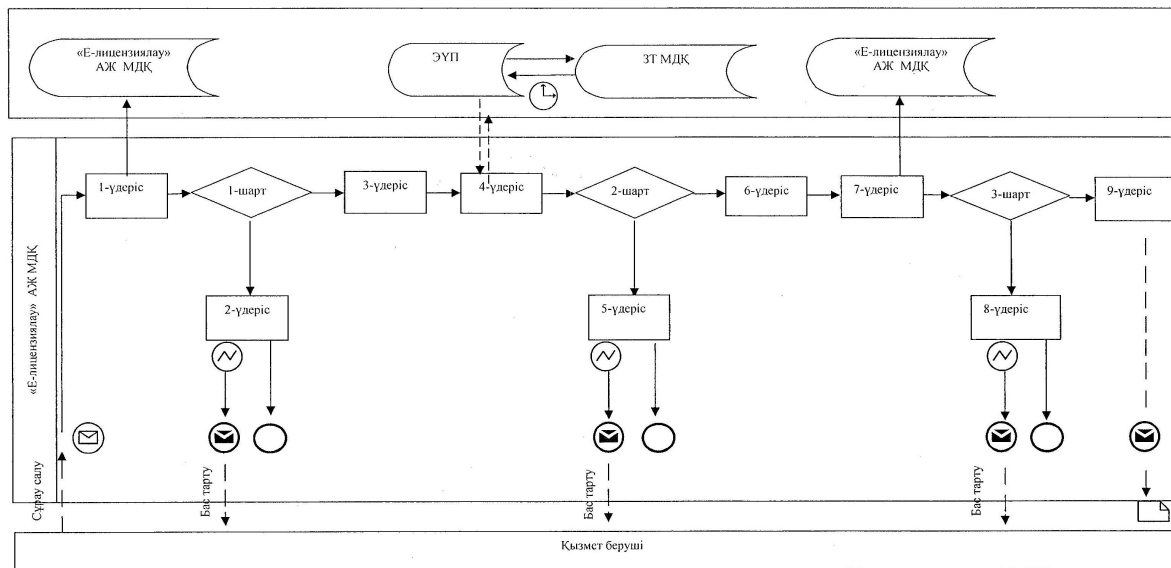 «Е-лицензиялау»
АЖ МДҚ
ЭҮП
ЗТ МДҚ
«Е-лицензиялау»
АЖ МДҚ
1-үдеріс
1-шарт
3-үдеріс
4-үдеріс
2-шарт
6-үдеріс
7-үдеріс
3-шарт
9-үдеріс
2-үдеріс
5-үдеріс
8-үдеріс
«Е-лицензиялау» АЖ МДҚ
Сұрау салу
Бас тарту
Бас тарту
Бас тарту
Қызмет беруші